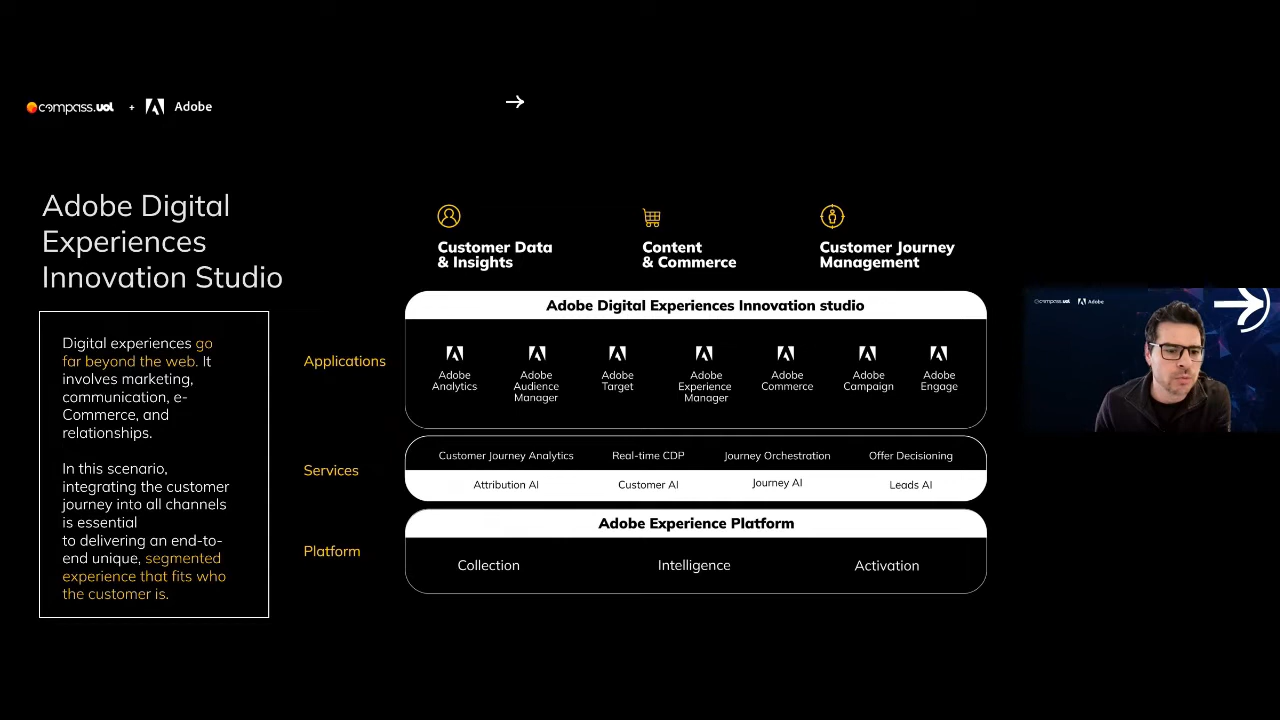 compass.uol + Adobe
Adobe Digital
Experiences
Innovation Studio
Digital experiences go
far beyond the web. It
involves marketing,
communication, e-
Commerce, and
relationships.
In this scenario,
integrating the customer
journey into all channels
is essential
to delivering an end-to-
end unique, segmented
experience that fits who
the customer is.
Customer Data
& Insights
Content
& Commerce
Customer Journey
Management
Adobe Digital Experiences Innovation studio
Applications
Adobe
Analytics
Adobe
Audience
Manager
Adobe
Target
Adobe
Experience
Manager
Adobe
Commerce
Adobe
Campaign
Adobe
Engage
Services
Customer Journey Analytics
Real-time CDP
Journey Orchestration
Offer Decisioning
Attribution AI
Customer AI
Journey AI
Leads AI
Adobe Experience Platform
Platform
Collection
Intelligence
Activation
compass.uol Adobe